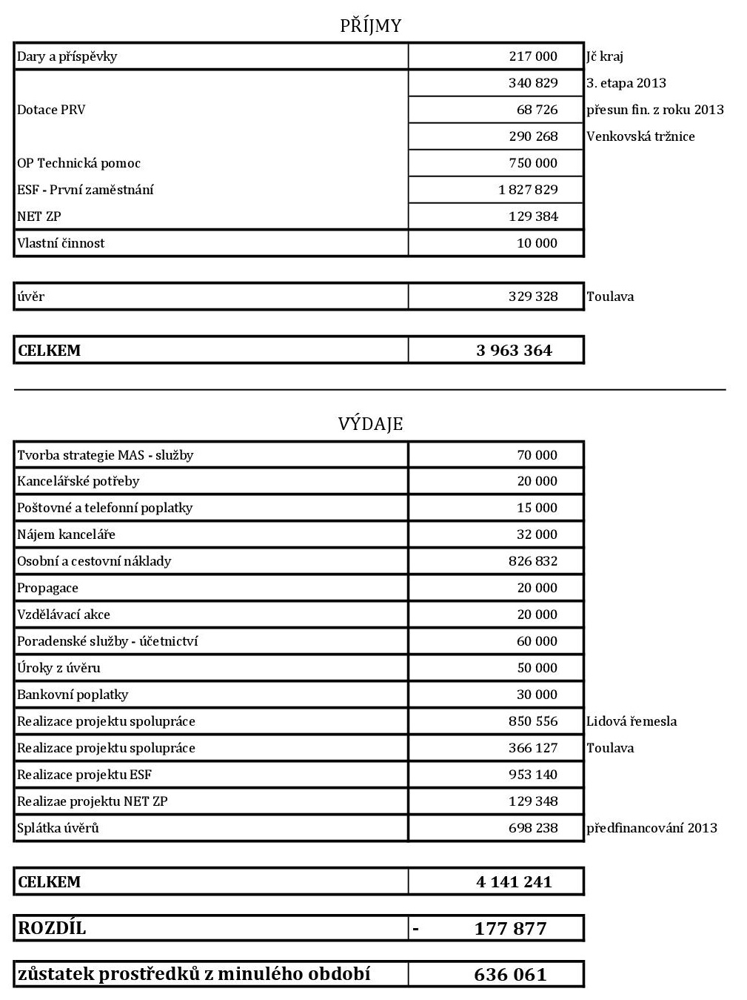 PŘÍJMY
Dary a příspěvky 217 000 Jč kraj
340 829 3. etapa 2013
Dotace PRV 68 726 přesun fin. z roku 2013
290 268 Venkovská tržnice
OP Technická pomoc 750 000
ESF - První zaměstnání 1 827 829
NET ZP 129 384
Vlastní činnost 10 000
úvěr 329 328 Toulava
CELKEM 3 963 364
VÝDAJE
Tvorba strategie MAS - služby 70 000
Kancelářské potřeby 20 000
Poštovné a telefonní poplatky 15 000
Nájem kanceláře 32 000
Osobní a cestovní náklady 826 832
Propagace 20 000
Vzdělávací akce 20 000
Poradenské služby - účetnictví 60 000
Úroky z úvěru 50 000
Bankovní poplatky 30 000
Realizace projektu spolupráce 850 556 Lidová řemesla
Realizace projektu spolupráce 366 127 Toulava
Realizace projektu ESF 953 140
Realizae projektu NET ZP 129 348
Splátka úvěrů 698 238 předfinancování 2013
CELKEM 4 141 241
ROZDÍL - 177 877
zůstatek prostředků z minulého období 636 061